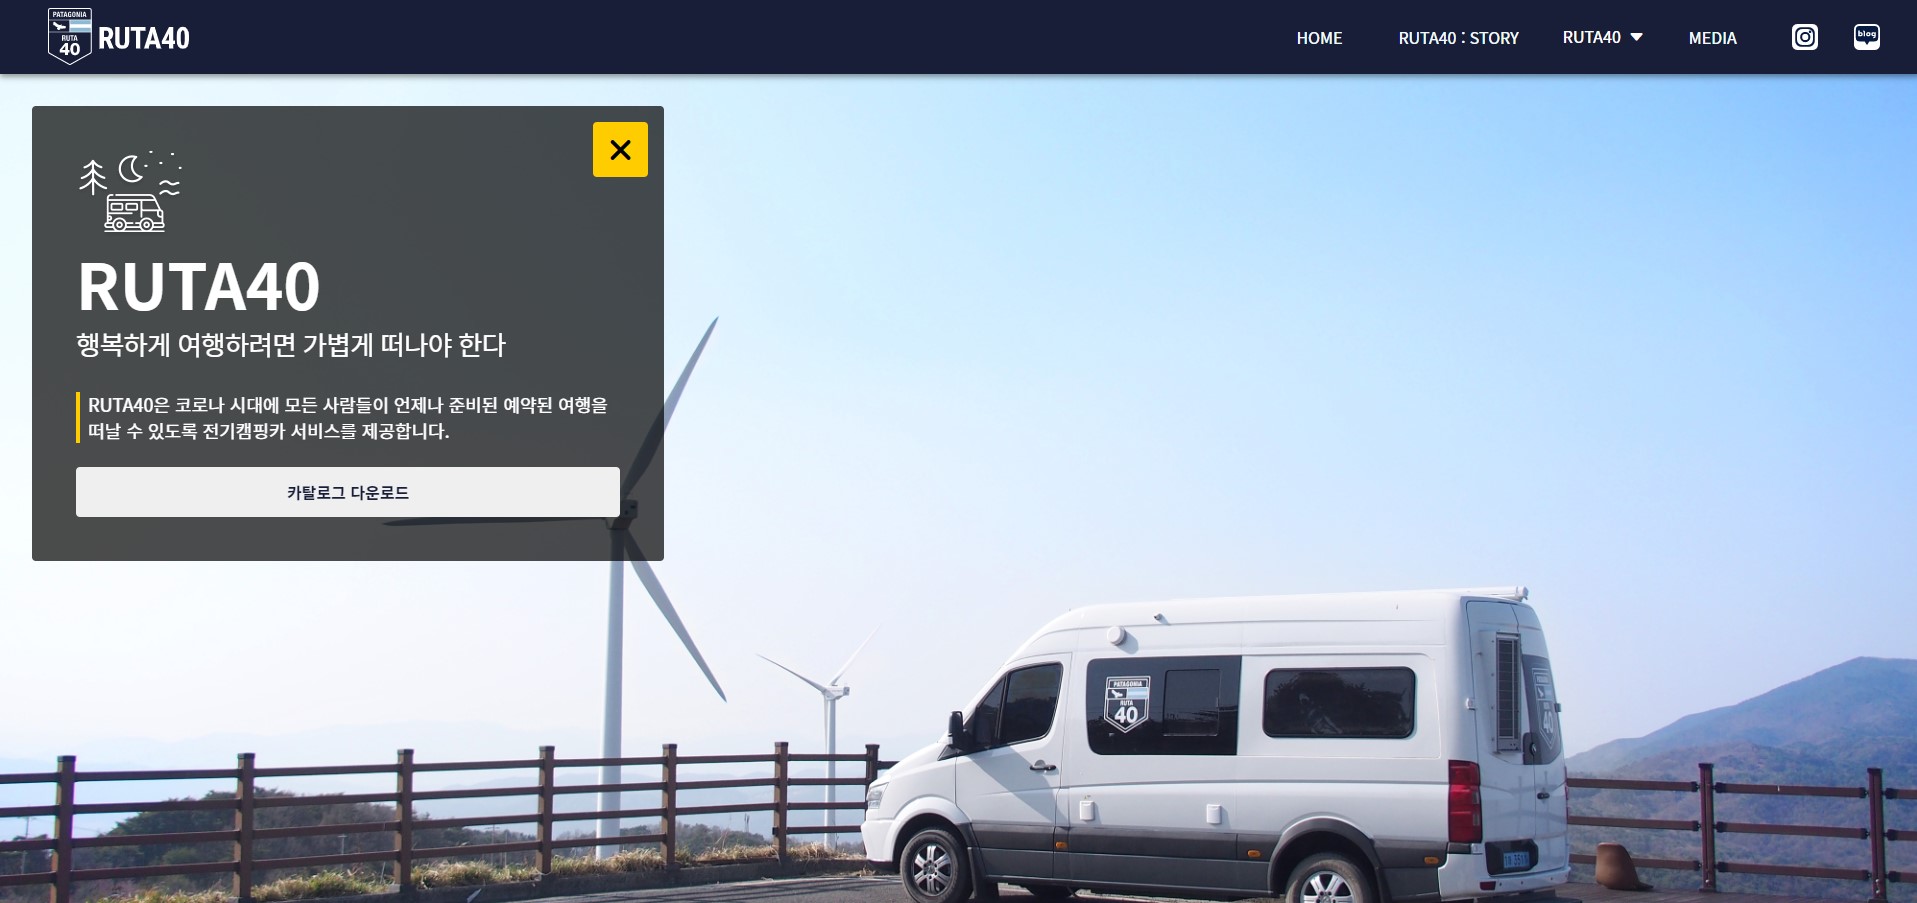 PATAGONIA
RUTA
40
RUTA40
HOME
RUTA40 : STORY
RUTA40
MEDIA
blog
RUTA40
행복하게 여행하려면 가볍게 떠나야 한다
RUTA40은 코로나 시대에 모든 사람들이 언제나 준비된 예약된 여행을
떠날 수 있도록 전기캠핑카 서비스를 제공합니다.
카탈로그 다운로드
PATAGONIA
RUTA
40
40